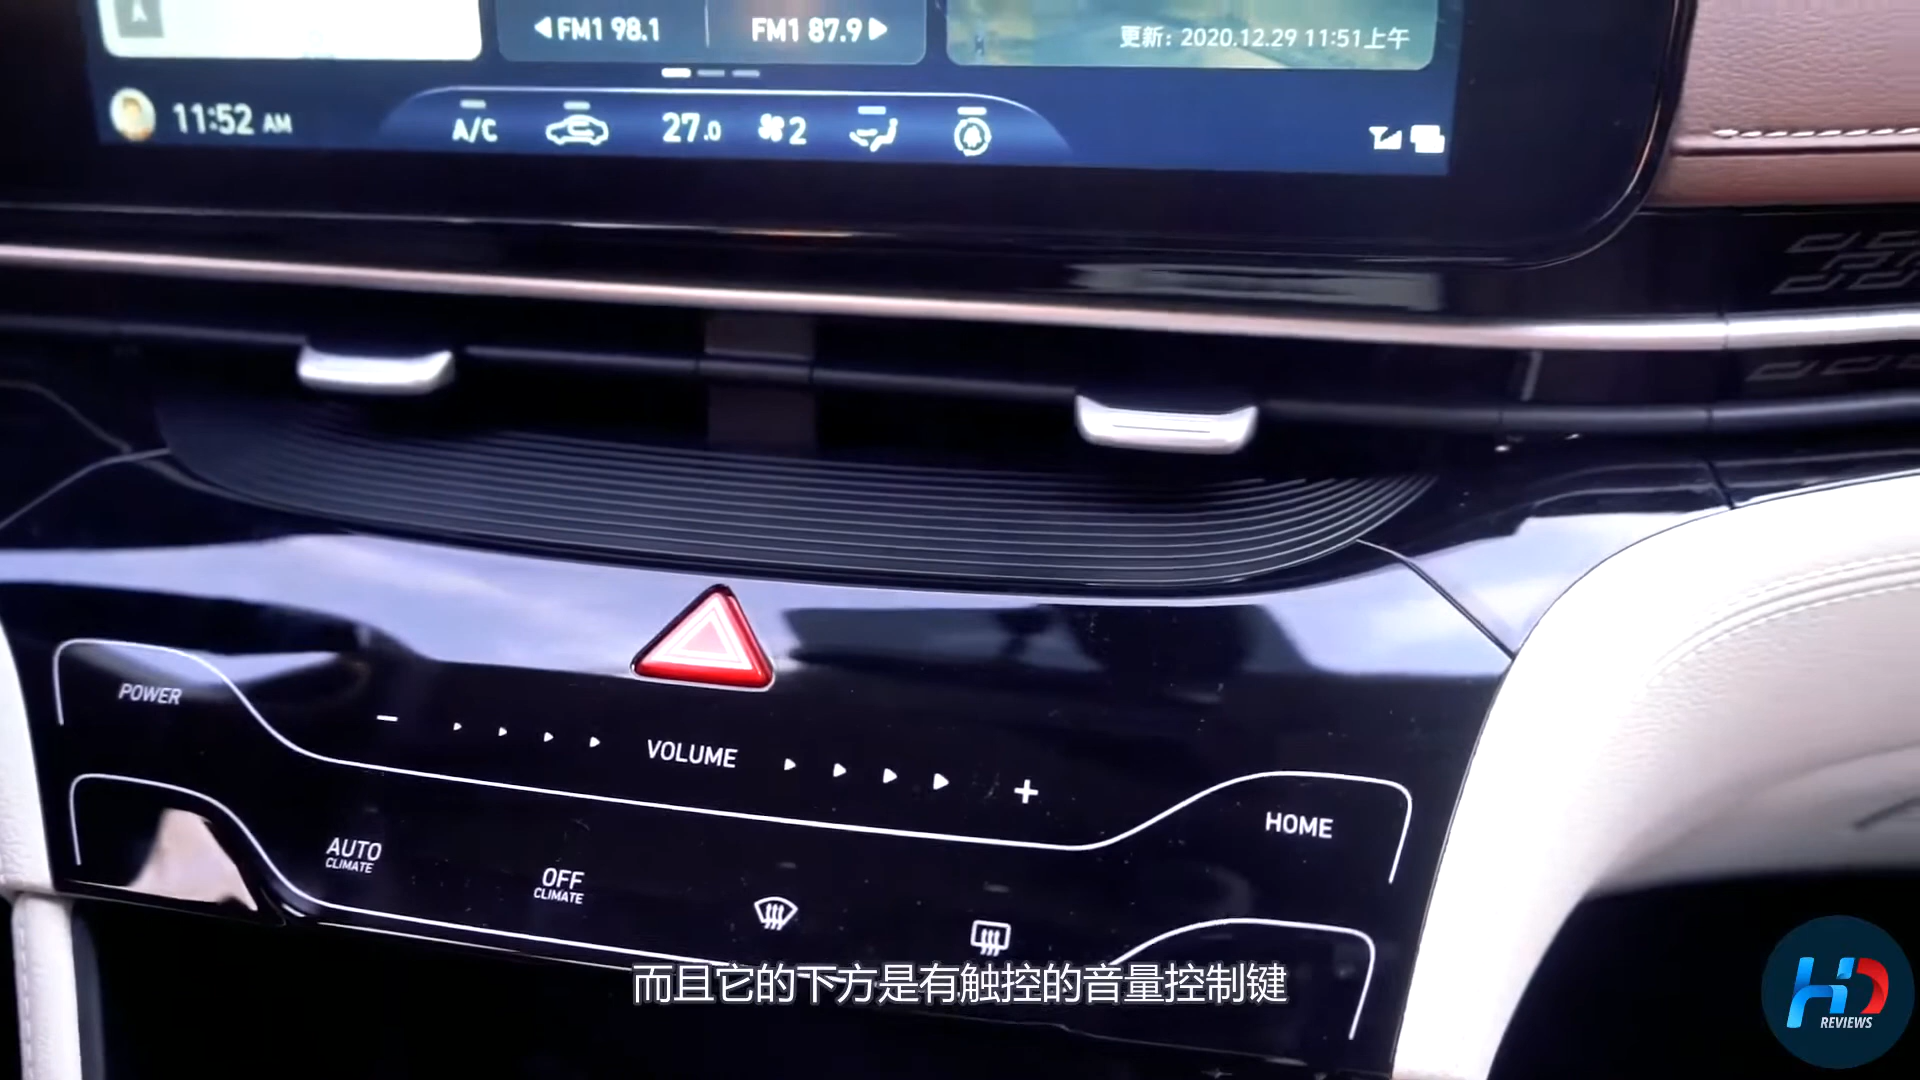 FM1 98.1
FM1 87.9
更新: 2020.12.29 11:51上午
11:52 AM
A/C
27.0
2
POWER
VOLUME
HOME
AUTO
CLIMATE
OFF
CLIMATE
而且它的下方是有触控的音量控制键
HD
REVIEWS